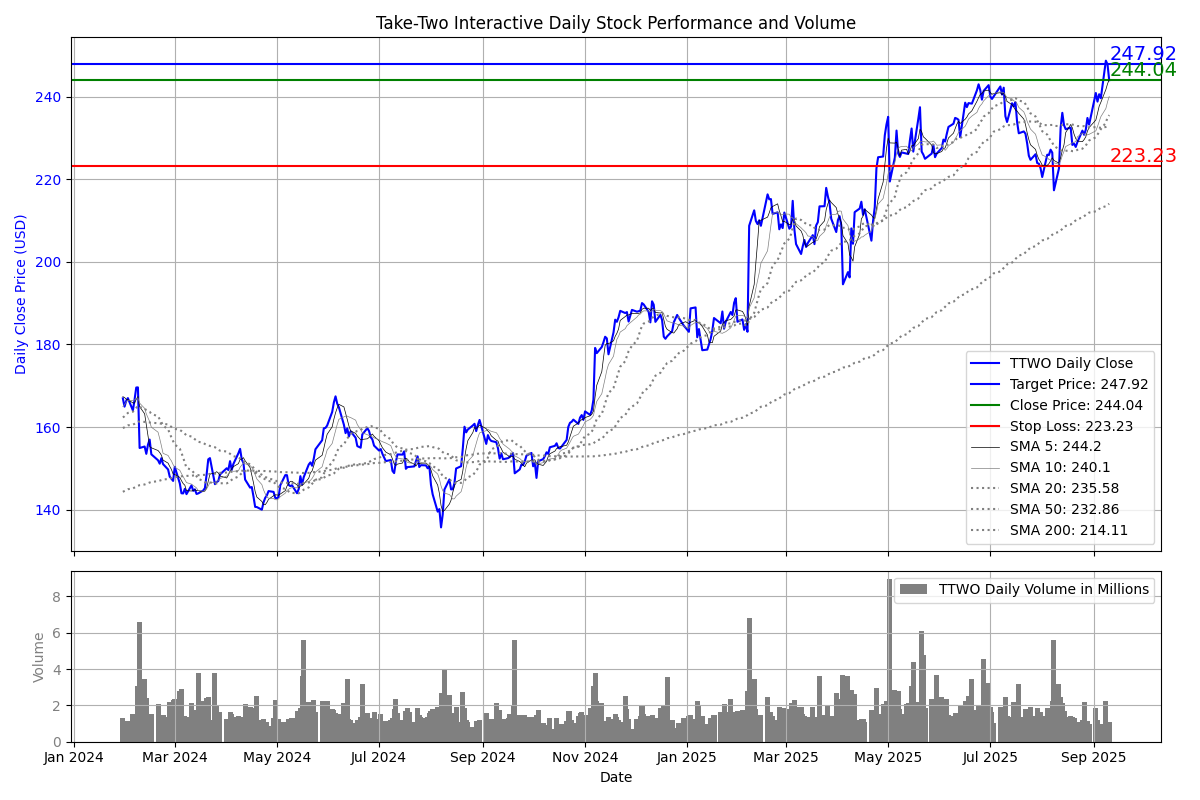 Take-Two Interactive Daily Stock Performance and Volume
247.92
244.04
223.23
Daily Close Price (USD)
240
220
200
180
160
140
TTWO Daily Close
Target Price: 247.92
Close Price: 244.04
Stop Loss: 223.23
SMA 5: 244.2
SMA 10: 240.1
SMA 20: 235.58
SMA 50: 232.86
SMA 200: 214.11
Volume
8
6
4
2
0
TTWO Daily Volume in Millions
Jan 2024 Mar 2024 May 2024 Jul 2024 Sep 2024 Nov 2024 Jan 2025 Mar 2025 May 2025 Jul 2025 Sep 2025
Date